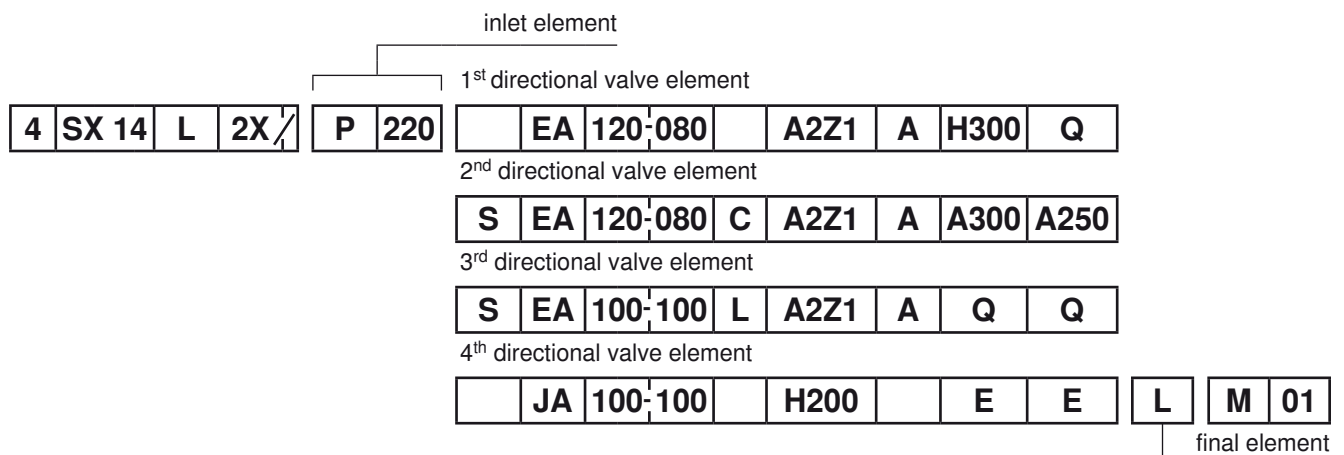 inlet element
1st directional valve element
4 SX 14 L 2X/ P 220 EA 120-080 A2Z1 A H300 Q
2nd directional valve element
S EA 120-080 C A2Z1 A A300 A250
3rd directional valve element
S EA 100-100 L A2Z1 A Q Q
4th directional valve element
JA 100-100 H200 E E L M 01
final element